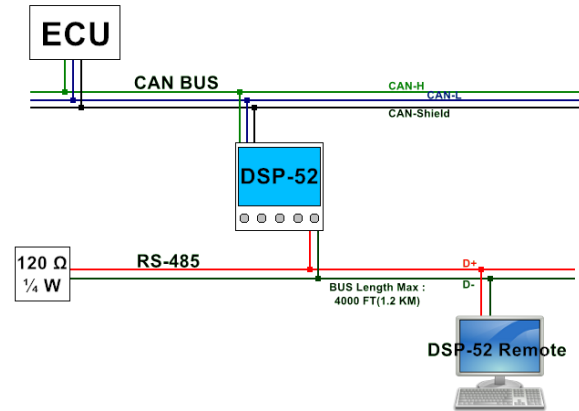 ECU
CAN BUS
CAN-H
CAN-L
CAN-Shield
DSP-52
120 Ω
¼ W
RS-485
D+
D-
BUS Length Max :
4000 FT(1.2 KM)
DSP-52 Remote